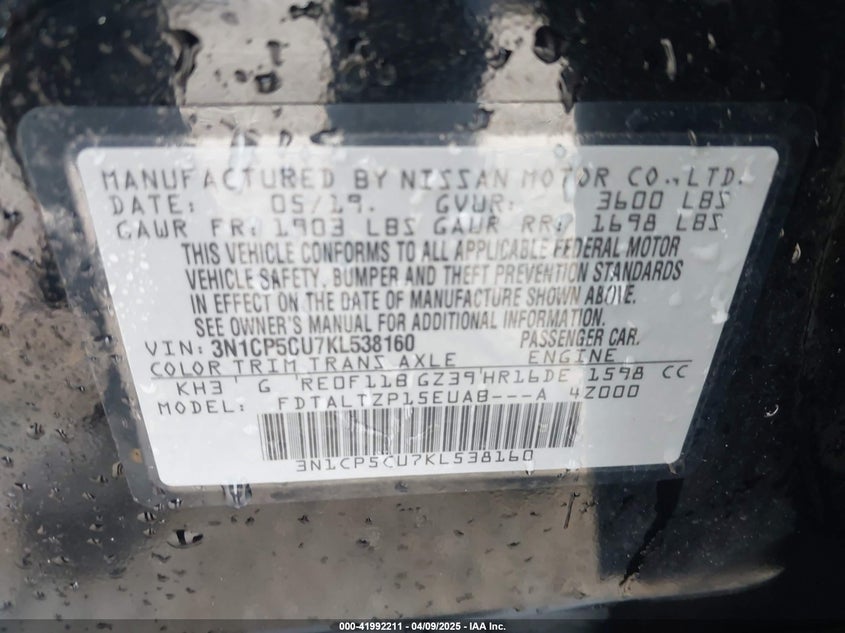 MANUFACTURED BY NISSAN MOTOR CO.,LTD.
DATE: 05/19. GVWR: 3600 LBS
GAWR FR: 1903 LBS GAWR RR: 1698 LBS
THIS VEHICLE CONFORMS TO ALL APPLICABLE FEDERAL MOTOR
VEHICLE SAFETY, BUMPER AND THEFT PREVENTION STANDARDS
IN EFFECT ON THE DATE OF MANUFACTURE SHOWN ABOVE.
SEE OWNER'S MANUAL FOR ADDITIONAL INFORMATION.
VIN: 3N1CP5CU7KL538160 PASSENGER CAR.
COLOR TRIM TRANS AXLE ENGINE
KH3 G RE0F11B GZ39 HR16DE 1598 CC
MODEL: FDTALTZP15EUA8---A 4Z000
3N1CP5CU7KL538160
000-41992211 - 04/09/2025 - IAA Inc.